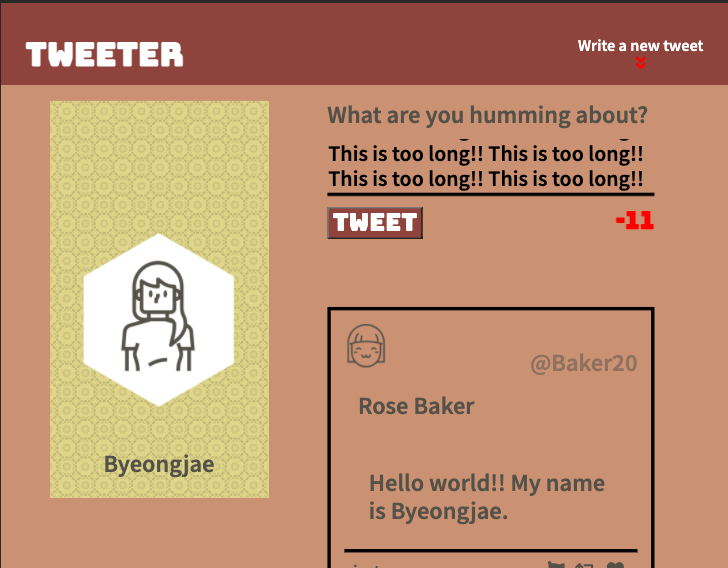 TWEETER
Write a new tweet
What are you humming about?
This is too long!! This is too long!!
This is too long!! This is too long!!
TWEET
-11
Byeongjae
@Baker20
Rose Baker
Hello world!! My name
is Byeongjae.